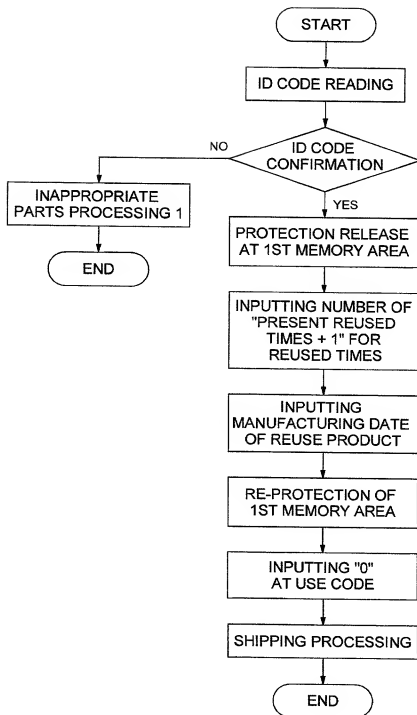 START
ID CODE READING
ID CODE
CONFIRMATION
NO
YES
INAPPROPRIATE
PARTS PROCESSING 1
END
PROTECTION RELEASE
AT 1ST MEMORY AREA
INPUTTING NUMBER OF
"PRESENT REUSED
TIMES + 1" FOR
REUSED TIMES
INPUTTING
MANUFACTURING DATE
OF REUSE PRODUCT
RE-PROTECTION OF
1ST MEMORY AREA
INPUTTING "0"
AT USE CODE
SHIPPING PROCESSING
END